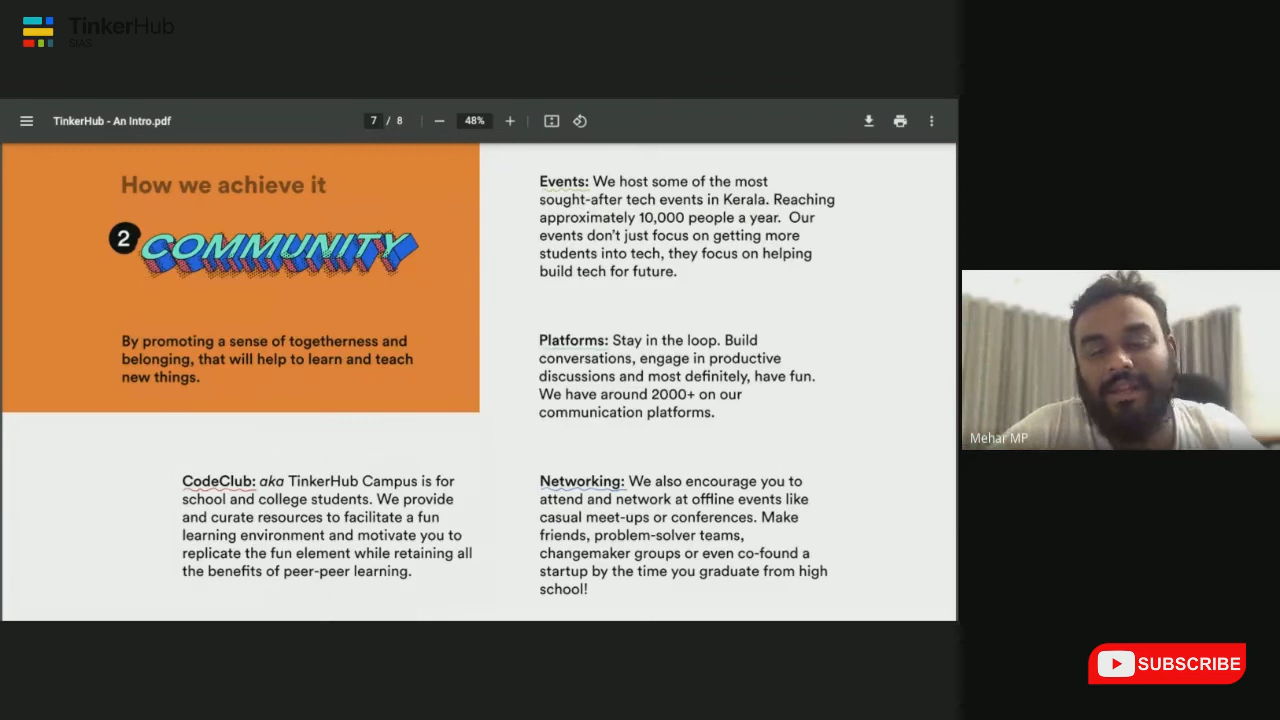 TinkerHub
SIAS
TinkerHub - An Intro.pdf
7 / 8
48%
How we achieve it
2 COMMUNITY
By promoting a sense of togetherness and
belonging, that will help to learn and teach
new things.
CodeClub: aka TinkerHub Campus is for
school and college students. We provide
and curate resources to facilitate a fun
learning environment and motivate you to
replicate the fun element while retaining all
the benefits of peer-peer learning.
Events: We host some of the most
sought-after tech events in Kerala. Reaching
approximately 10,000 people a year. Our
events don't just focus on getting more
students into tech, they focus on helping
build tech for future.
Platforms: Stay in the loop. Build
conversations, engage in productive
discussions and most definitely, have fun.
We have around 2000+ on our
communication platforms.
Networking: We also encourage you to
attend and network at offline events like
casual meet-ups or conferences. Make
friends, problem-solver teams,
changemaker groups or even co-found a
startup by the time you graduate from high
school!
Mehar MP
SUBSCRIBE